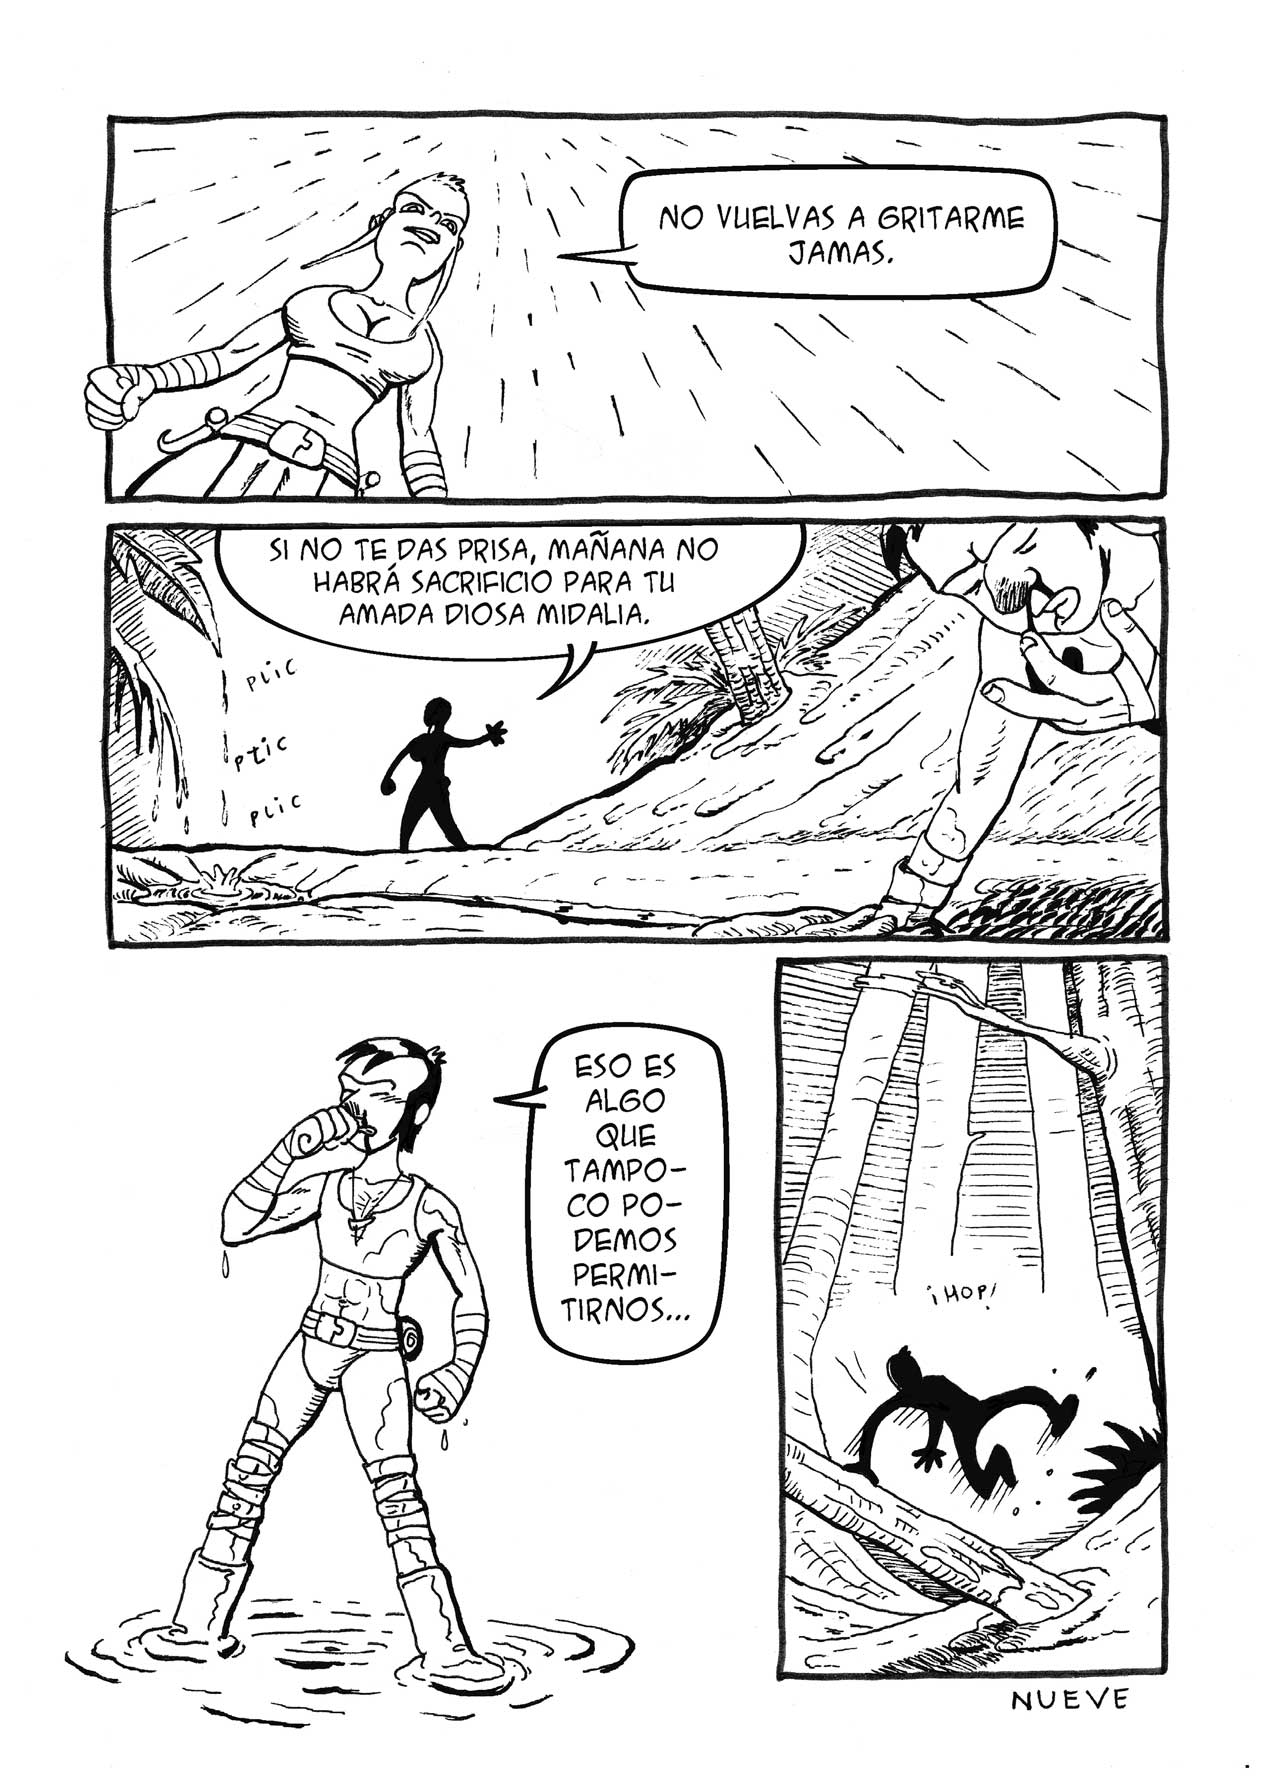 NO VUELVAS A GRITARME
JAMAS.
SI NO TE DAS PRISA, MAÑANA NO
HABRÁ SACRIFICIO PARA TU
AMADA DIOSA MIDALIA.
PLIC
PLIC
PLIC
ESO ES
ALGO
QUE
TAMPO-
CO PO-
DEMOS
PERMI-
TIRNOS...
¡HOP!
NUEVE